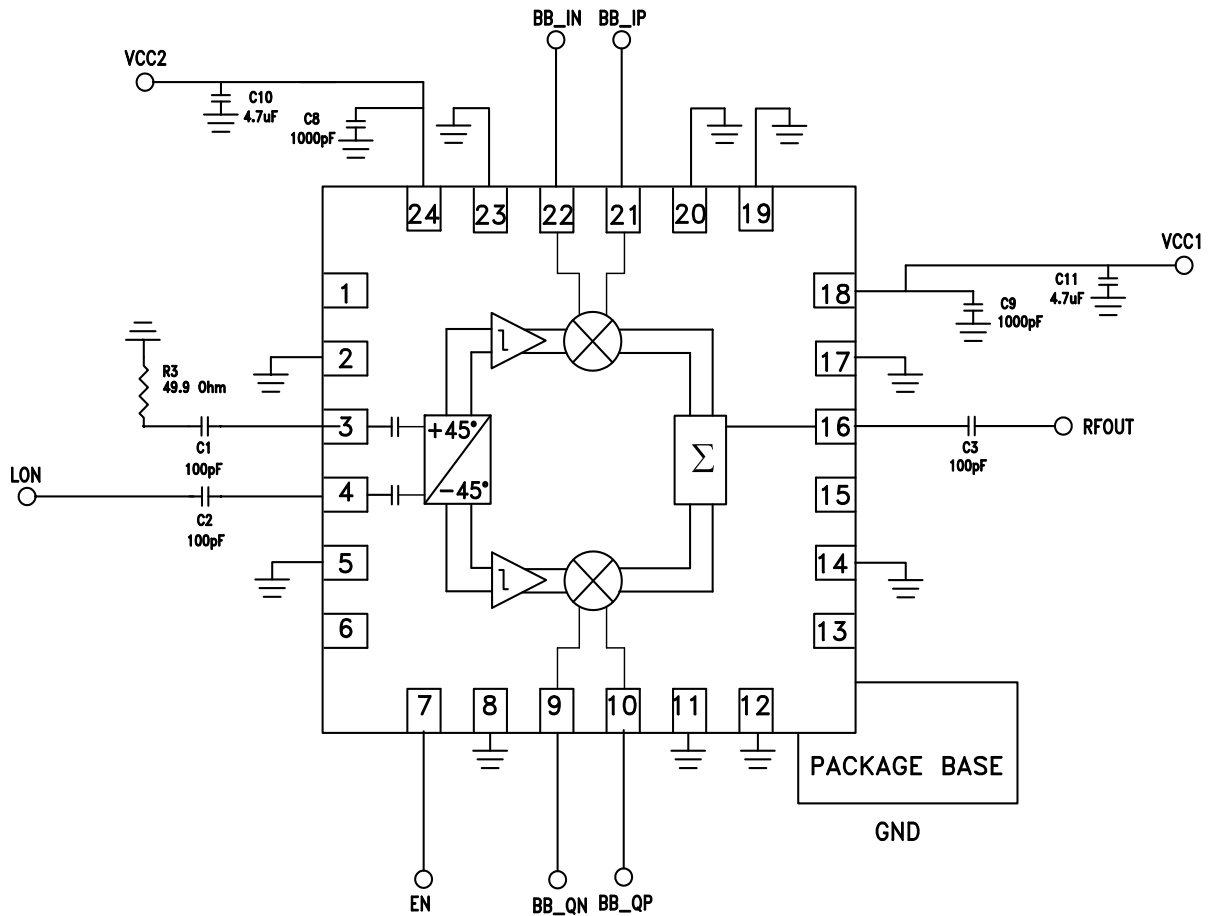 BB_IN BB_IP
VCC2
C10
4.7uF
C8
1000pF
24 23 22 21 20 19
VCC1
C11
4.7uF
C9
1000pF
1
18
2
17
R3
49.9 Ohm
3
+45°
Σ
16
RFOUT
C1
100pF
C3
100pF
LON
4
-45°
15
C2
100pF
5
14
6
13
7 8 9 10 11 12
PACKAGE BASE
GND
EN
BB_QN
BB_QP